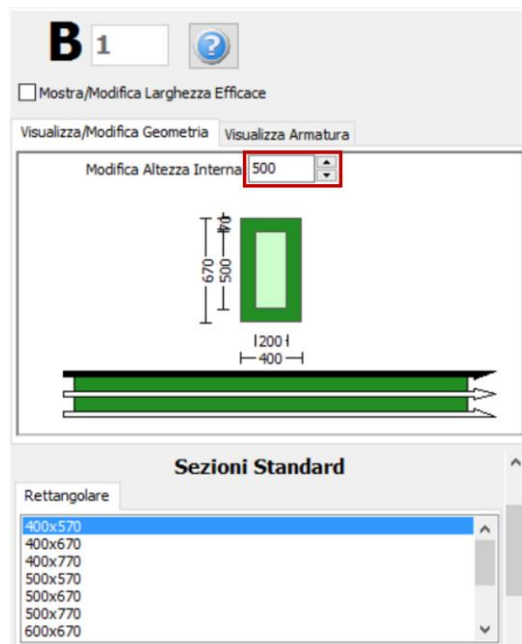 B 1
Mostra/Modifica Larghezza Efficace
Visualizza/Modifica Geometria Visualizza Armatura
Modifica Altezza Interna 500
670
500
200
400
Sezioni Standard
Rettangolare
400x570
400x670
400x770
500x570
500x670
500x770
600x670